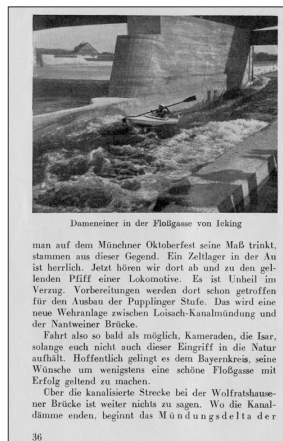 Dameneiner in der Floßgasse von Icking
man auf dem Münchner Oktoberfest seine Maß trinkt,
stammen aus dieser Gegend. Ein Zeltlager in der Au
ist herrlich. Jetzt hören wir dort ab und zu den gel-
lenden Pfiff einer Lokomotive. Es ist Unheil im
Verzug. Vorbereitungen werden dort schon getroffen
für den Ausbau der Pupplinger Stufe. Das wird eine
neue Wehranlage zwischen Loisach-Kanalmündung und
der Nantweiner Brücke.
Fahrt also so bald als möglich, Kameraden, die Isar,
solange euch nicht auch dieser Eingriff in die Natur
aufhält. Hoffentlich gelingt es dem Bayernkreis, seine
Wünsche um wenigstens eine schöne Floßgasse mit
Erfolg geltend zu machen.
Über die kanalisierte Strecke bei der Wolfratshause-
ner Brücke ist weiter nichts zu sagen. Wo die Kanal-
dämme enden, beginnt das Mündungsdelta der
36